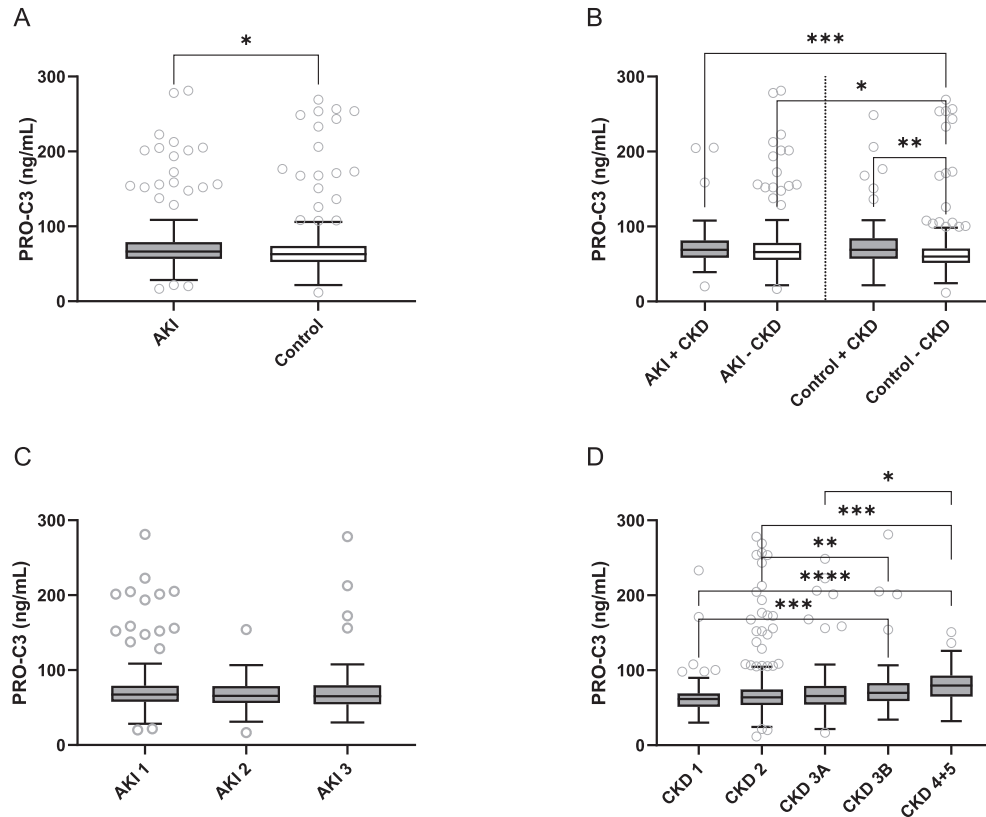 A
*
300
200
100
0
PRO-C3 (ng/mL)
AKI
Control
B
***
*
**
300
200
100
0
PRO-C3 (ng/mL)
AKI + CKD
AKI - CKD
Control + CKD
Control - CKD
C
300
200
100
0
PRO-C3 (ng/mL)
AKI 1
AKI 2
AKI 3
D
*
***
**
****
***
300
200
100
0
PRO-C3 (ng/mL)
CKD 1
CKD 2
CKD 3A
CKD 3B
CKD 4+5